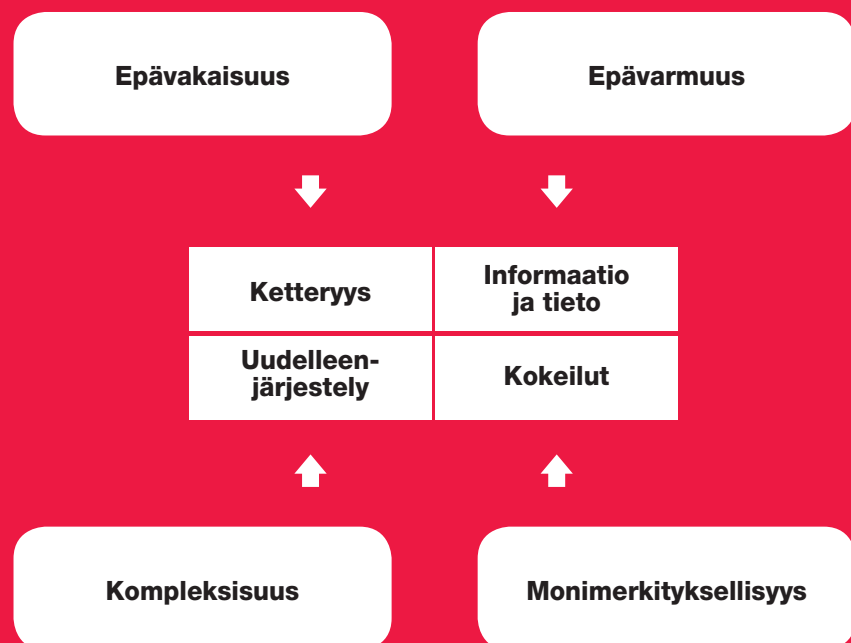 Epävakaisuus
Epävarmuus
Ketteryys
Informaatio
ja tieto
Uudelleen-
järjestely
Kokeilut
Kompleksisuus
Monimerkityksellisyys